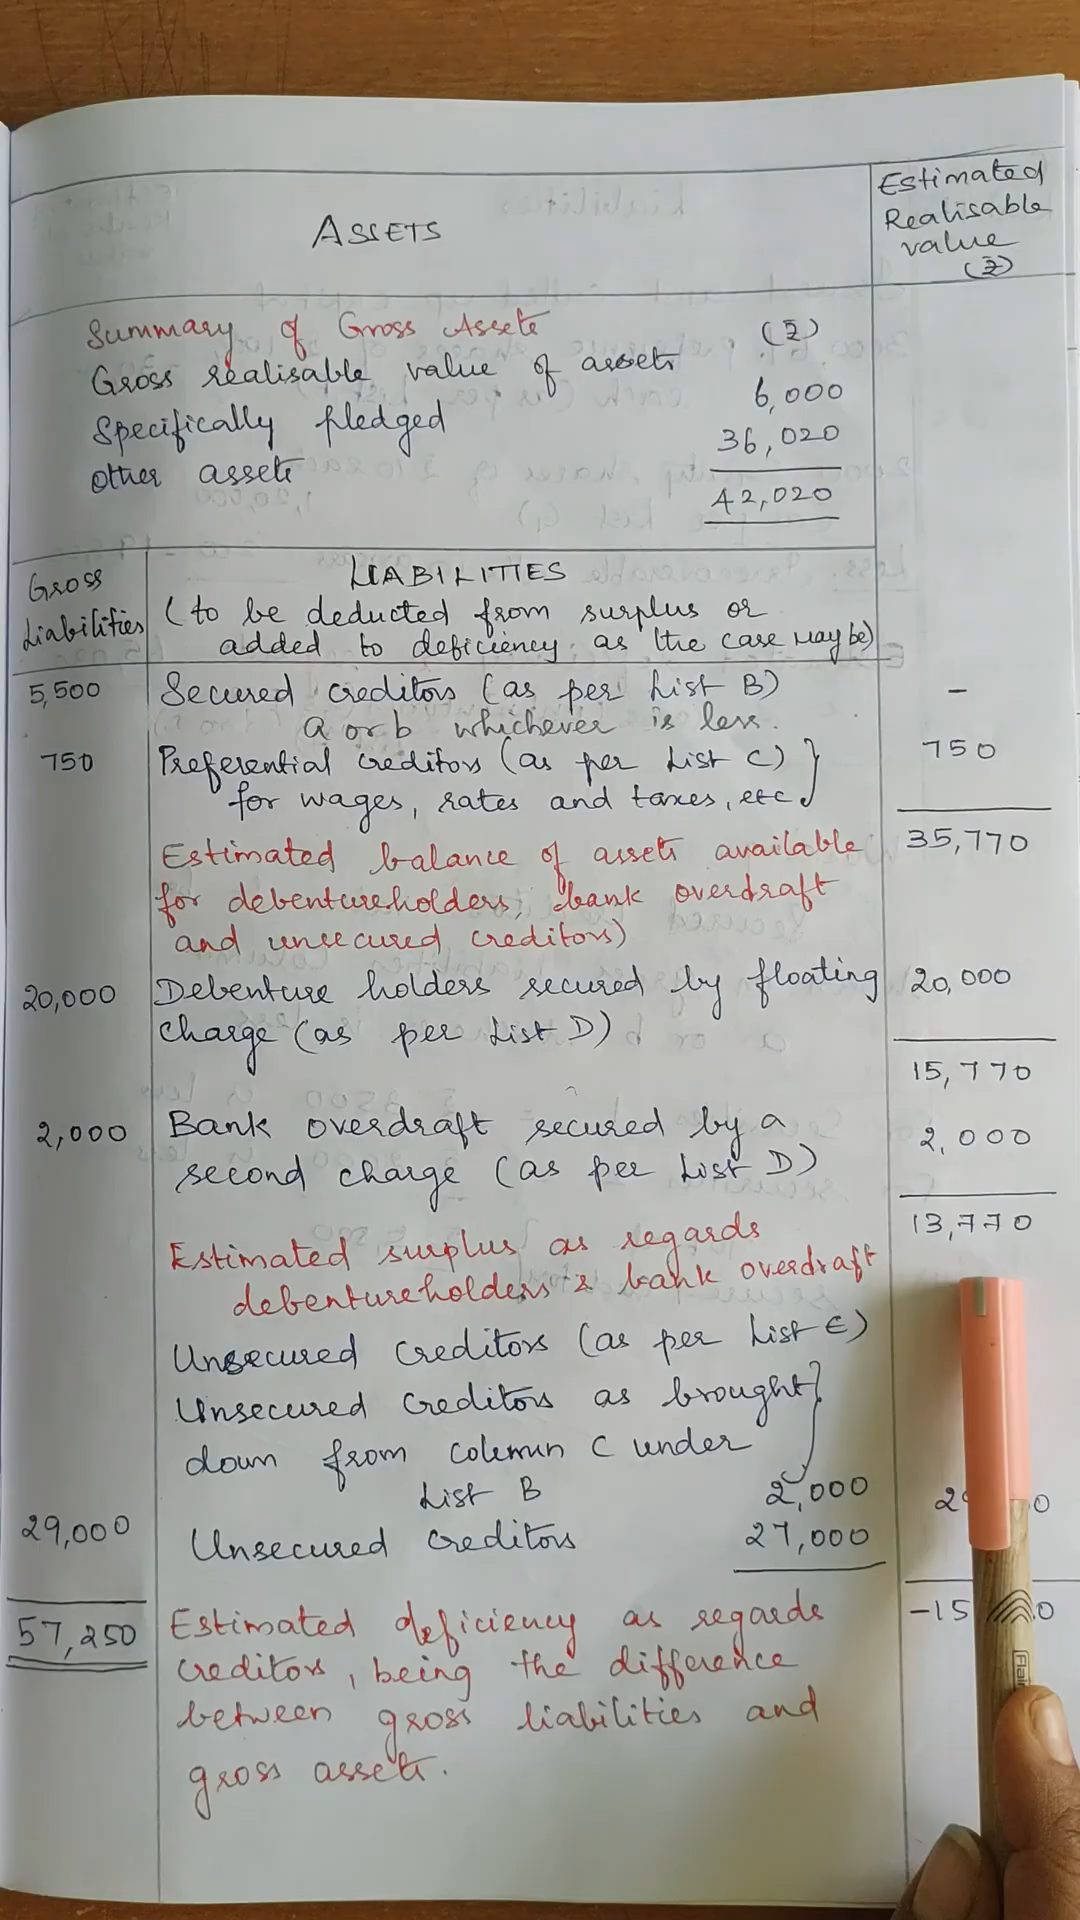 ASSETS
Estimated
Realisable
value
(₹)
Summary of Gross Assets (₹)
Gross realisable value of assets
Specifically pledged 6,000
Other assets 36,020
42,020
Gross
Liabilities
LIABILITIES
(to be deducted from surplus or
added to deficiency as the case may be)
5,500 Secured creditors (as per List B) -
a or b whichever is less.
750 Preferential creditors (as per List C) 750
for wages, rates and taxes, etc.
Estimated balance of assets available 35,770
for debentureholders, bank overdraft
and unsecured creditors)
20,000 Debenture holders secured by floating 20,000
charge (as per List D)
15,770
2,000 Bank overdraft secured by a 2,000
second charge (as per List D)
13,770
Estimated surplus as regards
debentureholders & bank overdraft
Unsecured creditors (as per List E)
Unsecured creditors as brought
down from column C under
List B 2,000
29,000 Unsecured creditors 27,000
57,250 Estimated deficiency as regards
creditors, being the difference
between gross liabilities and
gross assets.
Flair